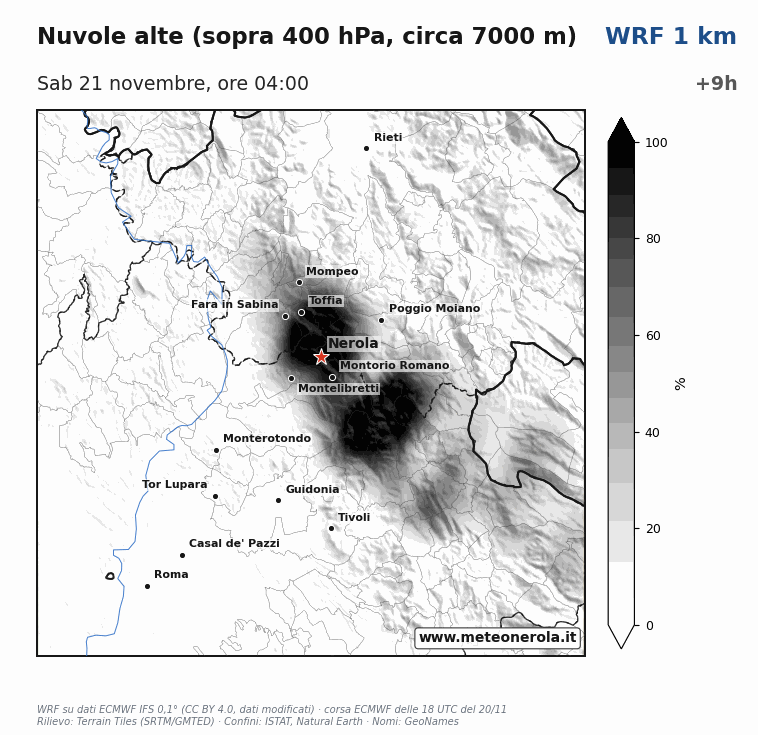 Nuvole alte (sopra 400 hPa, circa 7000 m) WRF 1 km
Sab 21 novembre, ore 04:00 +9h
Rieti
100
80
Mompeo
Fara in Sabina
Toffia
Poggio Moiano
Nerola
60
Montorio Romano
Montelibretti
%
40
Monterotondo
Tor Lupara
Guidonia
Tivoli
20
Casal de' Pazzi
Roma
0
www.meteonerola.it
WRF su dati ECMWF IFS 0,1° (CC BY 4.0, dati modificati) · corsa ECMWF delle 18 UTC del 20/11
Rilievo: Terrain Tiles (SRTM/GMTED) · Confini: ISTAT, Natural Earth · Nomi: GeoNames